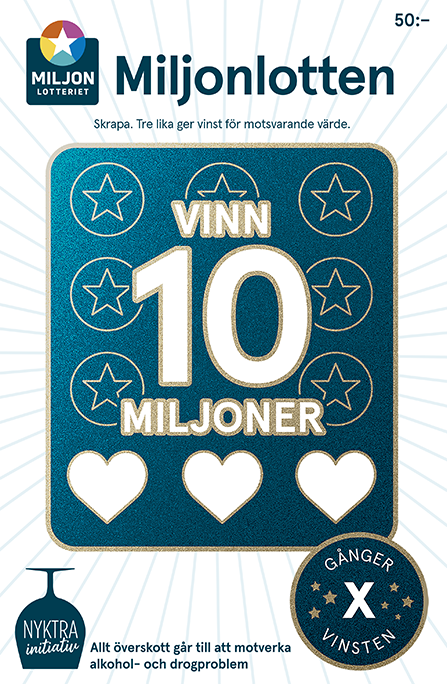 50:–
MILJON
LOTTERIET
Miljonlotten
Skrapa. Tre lika ger vinst för motsvarande värde.
VINN
10
MILJONER
GÅNGER
X
VINSTEN
NYKTRA
initiativ
Allt överskott går till att motverka
alkohol- och drogproblem